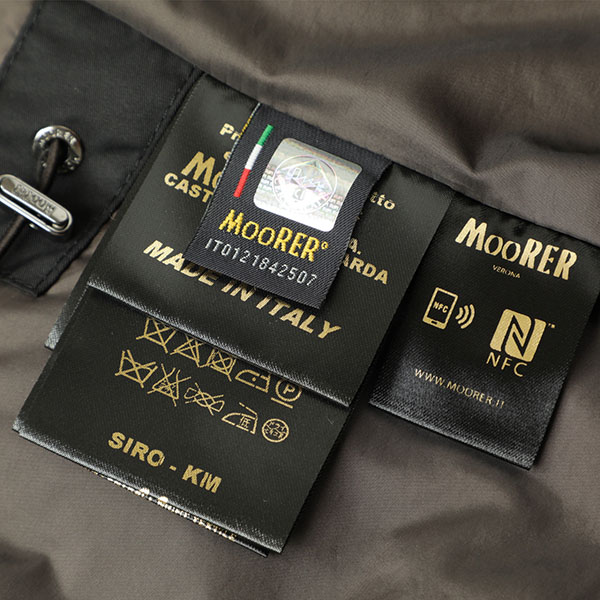 MOORER®
IT0121842507
MADE IN ITALY
SIRO - KM
MOORER
VERONA
NFC
NFC
WWW.MOORER.IT